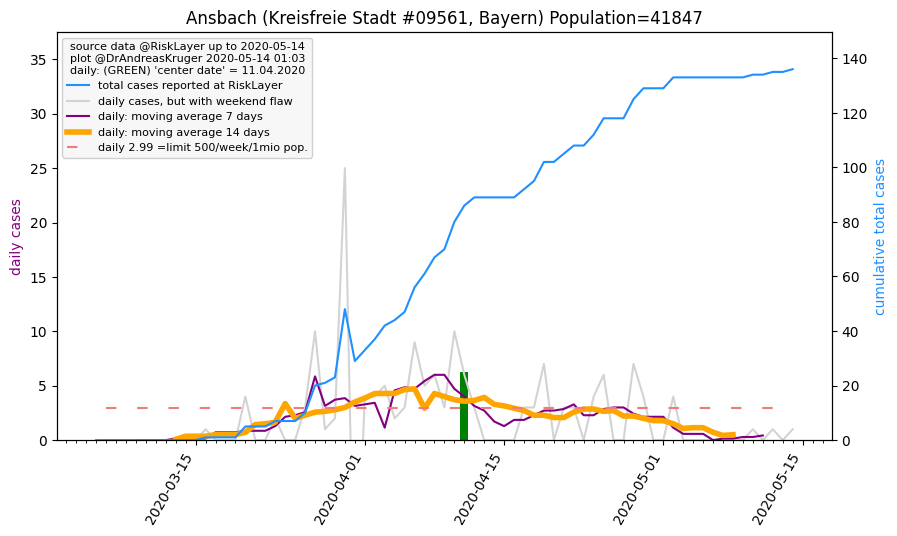 Ansbach (Kreisfreie Stadt #09561, Bayern) Population=41847
source data @RiskLayer up to 2020-05-14
plot @DrAndreasKruger 2020-05-14 01:03
daily: (GREEN) 'center date' = 11.04.2020
total cases reported at RiskLayer
daily cases, but with weekend flaw
daily: moving average 7 days
daily: moving average 14 days
daily 2.99 =limit 500/week/1mio pop.
daily cases
35
30
25
20
15
10
5
0
140
120
100
80
60
40
20
0
cumulative total cases
2020-03-15
2020-04-01
2020-04-15
2020-05-01
2020-05-15